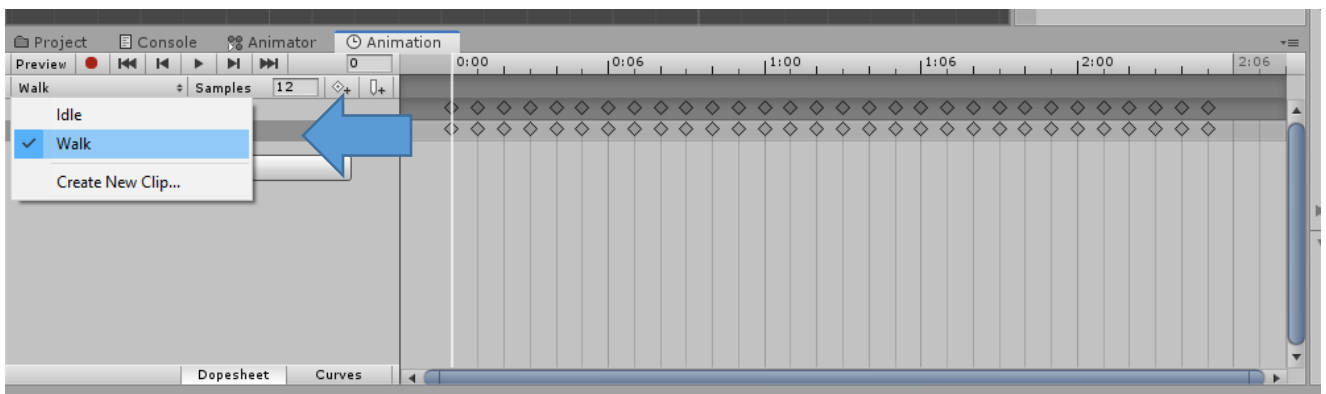 Project Console Animator Animation
Preview 0 0:00 0:06 1:00 1:06 2:00 2:06
Walk Samples 12
Idle
Walk
Create New Clip...
Dopesheet Curves